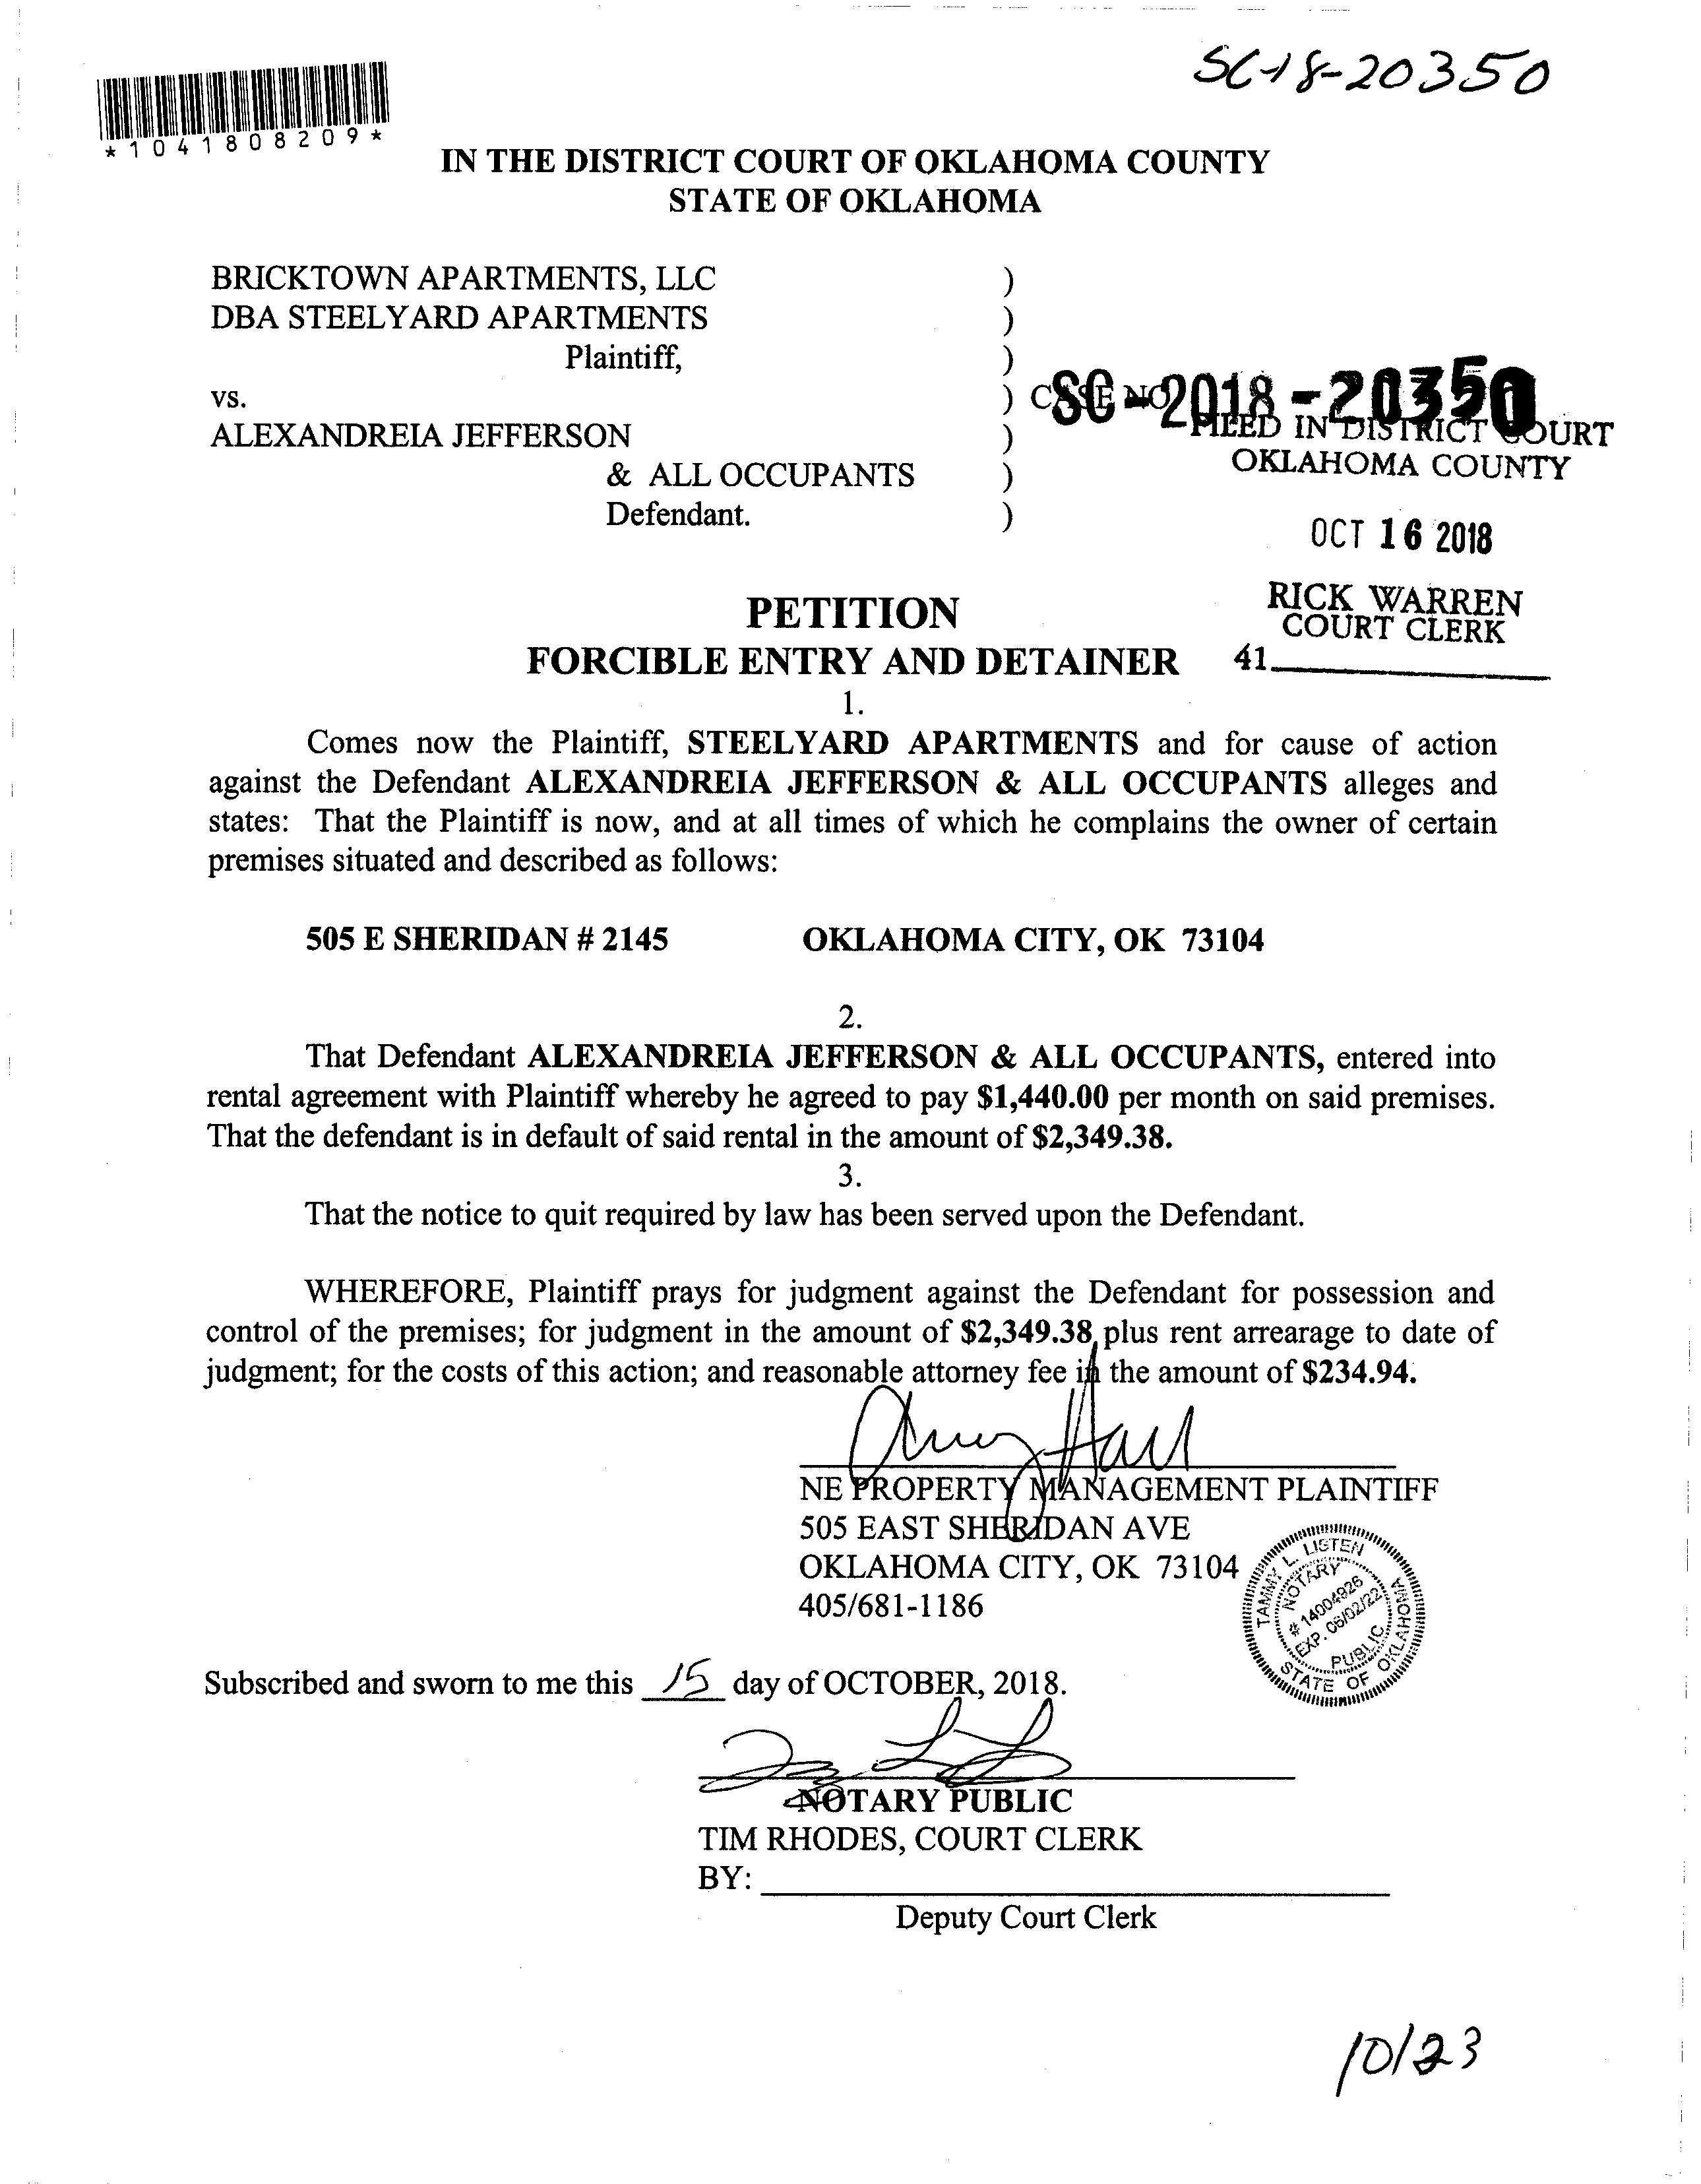 SC-18-20350
*1041808209*
IN THE DISTRICT COURT OF OKLAHOMA COUNTY
STATE OF OKLAHOMA
BRICKTOWN APARTMENTS, LLC )
DBA STEELYARD APARTMENTS )
Plaintiff, )
vs. ) CASE NO SC-2018-20350
ALEXANDREIA JEFFERSON )
FILED IN DISTRICT COURT
& ALL OCCUPANTS )
OKLAHOMA COUNTY
Defendant. )
OCT 16 2018
RICK WARREN
COURT CLERK
41
PETITION
FORCIBLE ENTRY AND DETAINER
1.
Comes now the Plaintiff, STEELYARD APARTMENTS and for cause of action
against the Defendant ALEXANDREIA JEFFERSON & ALL OCCUPANTS alleges and
states: That the Plaintiff is now, and at all times of which he complains the owner of certain
premises situated and described as follows:
505 E SHERIDAN # 2145 OKLAHOMA CITY, OK 73104
2.
That Defendant ALEXANDREIA JEFFERSON & ALL OCCUPANTS, entered into
rental agreement with Plaintiff whereby he agreed to pay $1,440.00 per month on said premises.
That the defendant is in default of said rental in the amount of $2,349.38.
3.
That the notice to quit required by law has been served upon the Defendant.
WHEREFORE, Plaintiff prays for judgment against the Defendant for possession and
control of the premises; for judgment in the amount of $2,349.38, plus rent arrearage to date of
judgment; for the costs of this action; and reasonable attorney fee in the amount of $234.94.
NE PROPERTY MANAGEMENT PLAINTIFF
505 EAST SHERIDAN AVE
OKLAHOMA CITY, OK 73104
405/681-1186
TAMMY L. LISTEN
NOTARY
# 14004926
EXP. 06/02/22
PUBLIC
STATE OF OKLAHOMA
Subscribed and sworn to me this 15 day of OCTOBER, 2018.
NOTARY PUBLIC
TIM RHODES, COURT CLERK
BY:
Deputy Court Clerk
10/23